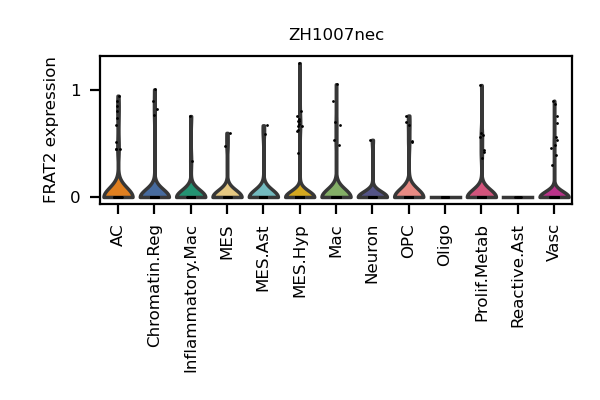 ZH1007nec
FRAT2 expression
1
0
AC
Chromatin.Reg
Inflammatory.Mac
MES
MES.Ast
MES.Hyp
Mac
Neuron
OPC
Oligo
Prolif.Metab
Reactive.Ast
Vasc